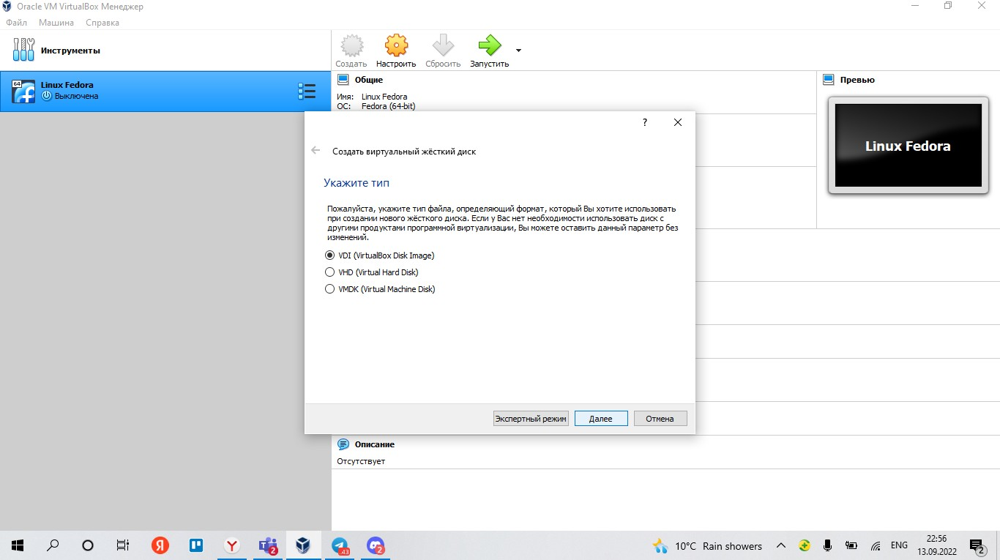 Oracle VM VirtualBox Менеджер
Файл Машина Справка
Инструменты
Создать Настроить Сбросить Запустить
64
Linux Fedora
Выключена
Общие
Имя: Linux Fedora
ОС: Fedora (64-bit)
Превью
Linux Fedora
?
Создать виртуальный жёсткий диск
Укажите тип
Пожалуйста, укажите тип файла, определяющий формат, который Вы хотите использовать
при создании нового жёсткого диска. Если у Вас нет необходимости использовать диск с
другими продуктами программной виртуализации, Вы можете оставить данный параметр без
изменений.
VDI (VirtualBox Disk Image)
VHD (Virtual Hard Disk)
VMDK (Virtual Machine Disk)
Экспертный режим Далее Отмена
Описание
Отсутствует
Я Y 2 43 2 10°C Rain showers ENG 22:56
13.09.2022 2